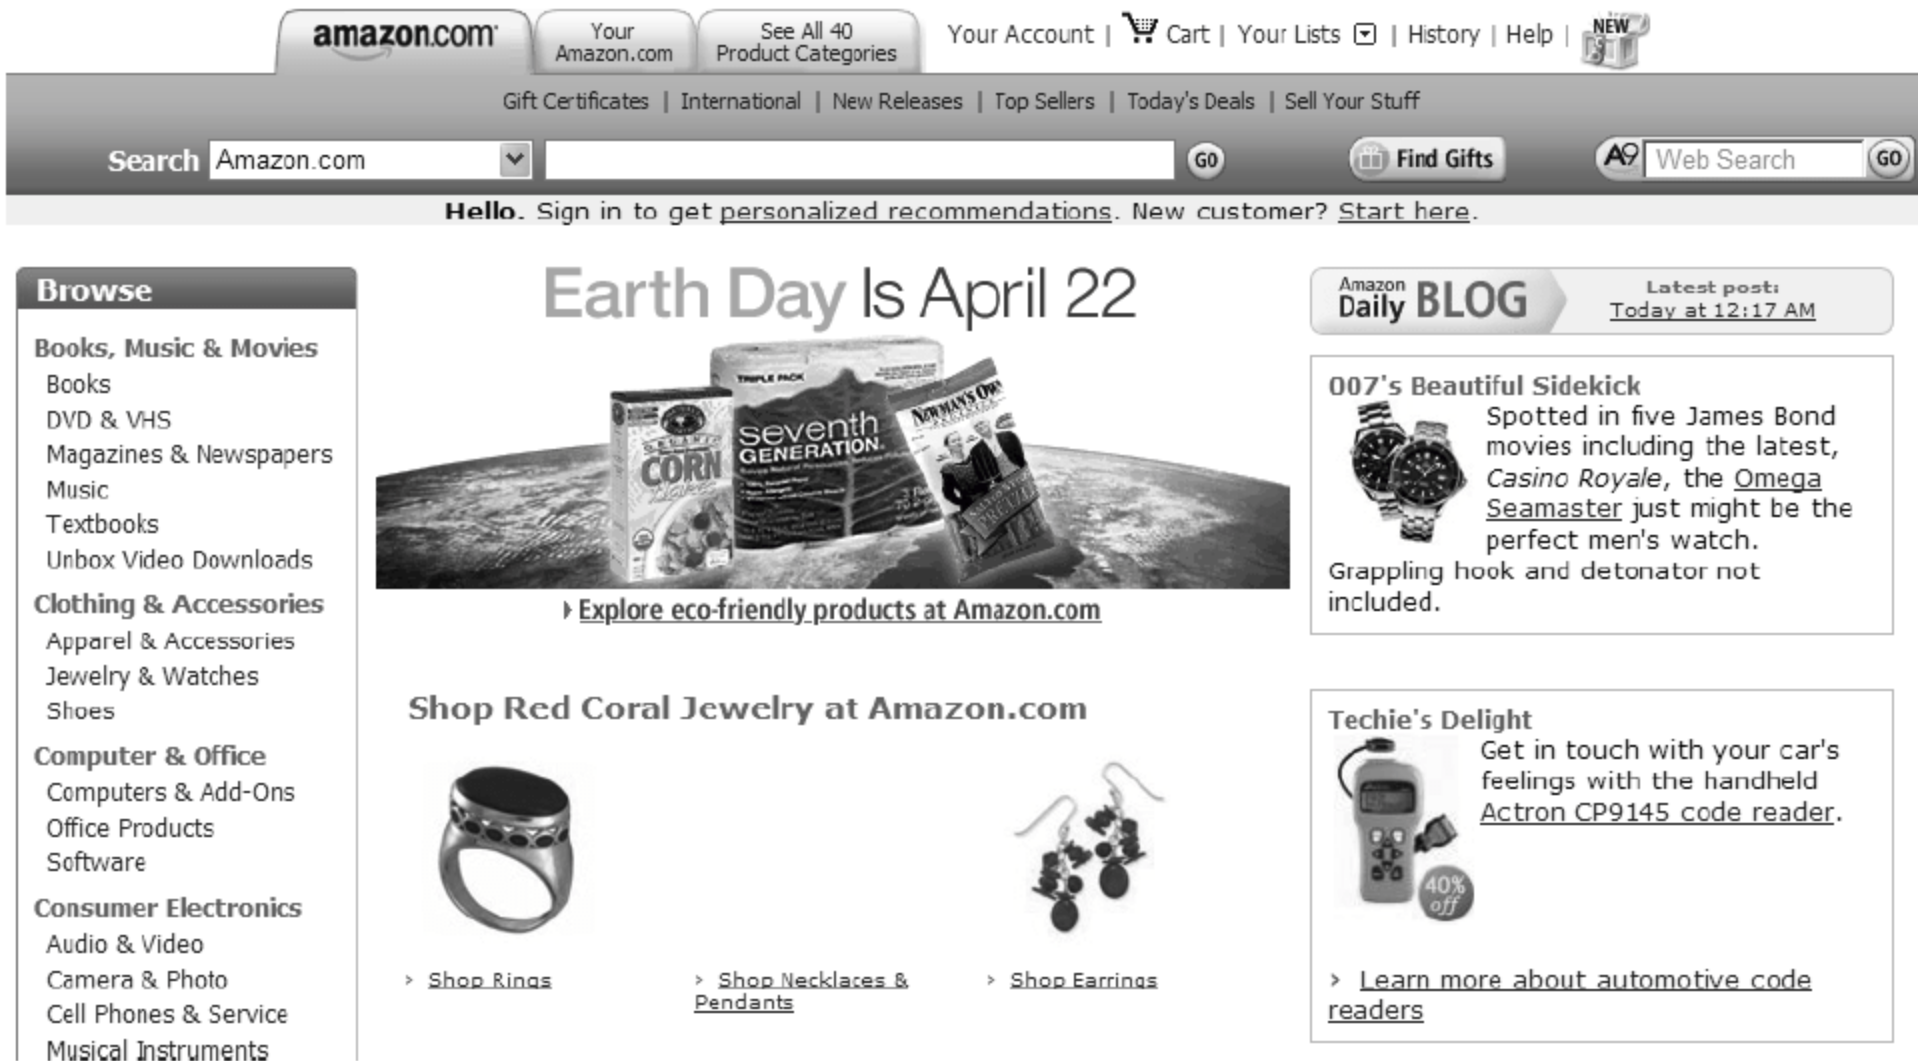 amazon.com
Your
Amazon.com
See All 40
Product Categories
Your Account | Cart | Your Lists | History | Help |
NEW
Gift Certificates | International | New Releases | Top Sellers | Today's Deals | Sell Your Stuff
Search Amazon.com GO Find Gifts A9 Web Search GO
Hello. Sign in to get personalized recommendations. New customer? Start here.
Browse
Books, Music & Movies
Books
DVD & VHS
Magazines & Newspapers
Music
Textbooks
Unbox Video Downloads
Clothing & Accessories
Apparel & Accessories
Jewelry & Watches
Shoes
Computer & Office
Computers & Add-Ons
Office Products
Software
Consumer Electronics
Audio & Video
Camera & Photo
Cell Phones & Service
Musical Instruments
Earth Day Is April 22
TRIPLE PACK
seventh
GENERATION
ORGANIC
CORN
NEWMAN'S OWN
Explore eco-friendly products at Amazon.com
Shop Red Coral Jewelry at Amazon.com
> Shop Rings
> Shop Necklaces &
Pendants
> Shop Earrings
Amazon
Daily BLOG
Latest post:
Today at 12:17 AM
007's Beautiful Sidekick
Spotted in five James Bond
movies including the latest,
Casino Royale, the Omega
Seamaster just might be the
perfect men's watch.
Grappling hook and detonator not
included.
Techie's Delight
Get in touch with your car's
feelings with the handheld
Actron CP9145 code reader.
40%
off
> Learn more about automotive code
readers